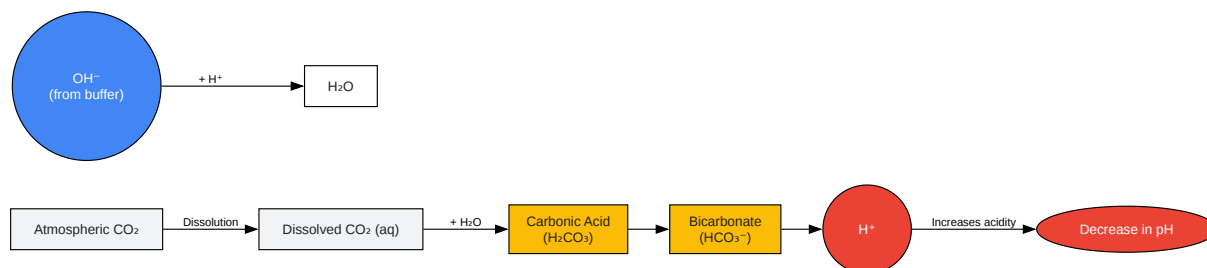 OH⁻
(from buffer)
+ H⁺
H₂O
Atmospheric CO₂
Dissolution
Dissolved CO₂ (aq)
+ H₂O
Carbonic Acid
(H₂CO₃)
Bicarbonate
(HCO₃⁻)
H⁺
Increases acidity
Decrease in pH